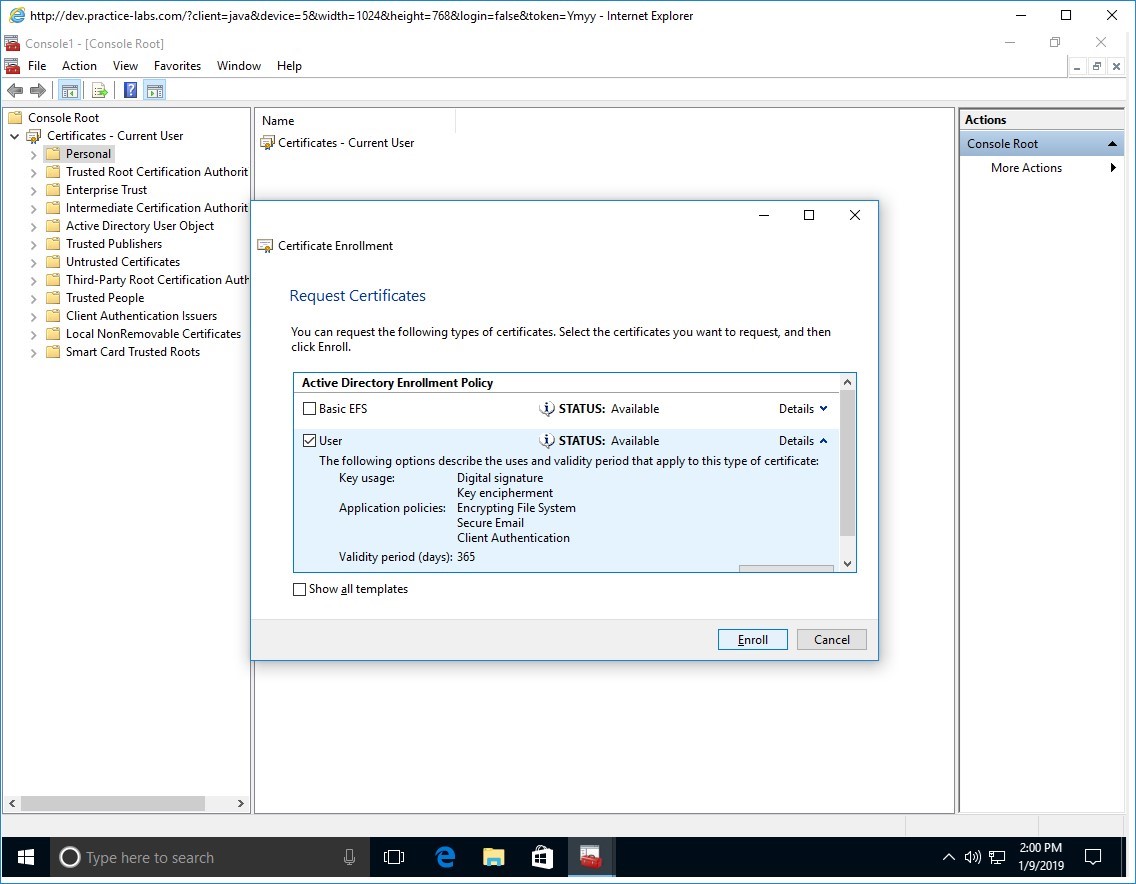 http://dev.practice-labs.com/?client=java&device=5&width=1024&height=768&login=false&token=Ymyy - Internet Explorer
Console1 - [Console Root]
File Action View Favorites Window Help
Console Root
Certificates - Current User
Personal
Trusted Root Certification Authorit
Enterprise Trust
Intermediate Certification Authorit
Active Directory User Object
Trusted Publishers
Untrusted Certificates
Third-Party Root Certification Auth
Trusted People
Client Authentication Issuers
Local NonRemovable Certificates
Smart Card Trusted Roots
Name
Certificates - Current User
Actions
Console Root
More Actions
Certificate Enrollment
Request Certificates
You can request the following types of certificates. Select the certificates you want to request, and then
click Enroll.
Active Directory Enrollment Policy
Basic EFS STATUS: Available Details
User STATUS: Available Details
The following options describe the uses and validity period that apply to this type of certificate:
Key usage: Digital signature
Key encipherment
Application policies: Encrypting File System
Secure Email
Client Authentication
Validity period (days): 365
Show all templates
Enroll Cancel
Type here to search
2:00 PM
1/9/2019